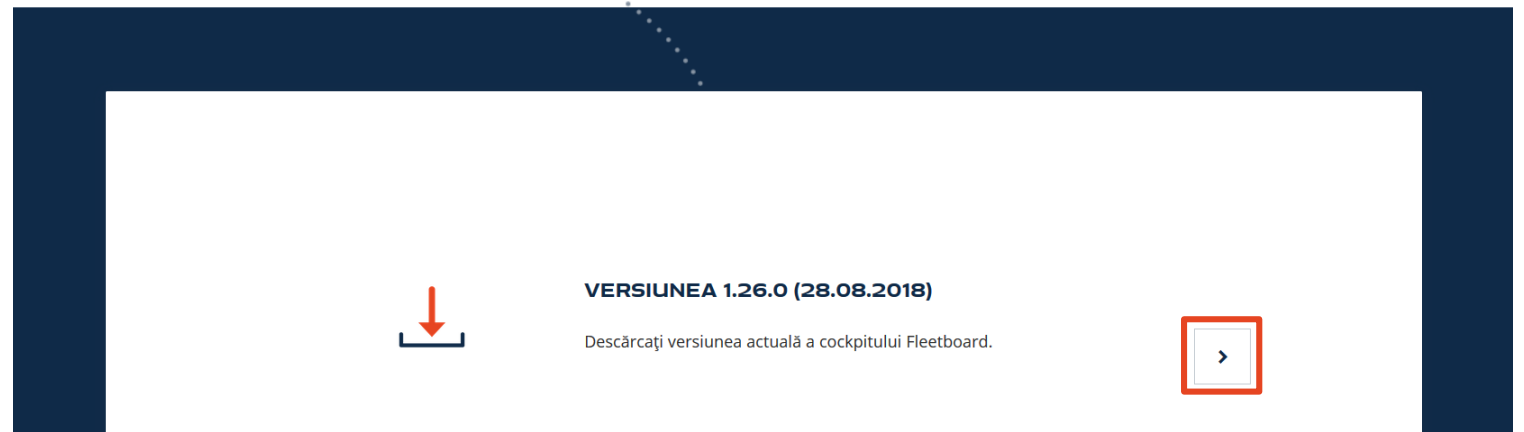 VERSIUNEA 1.26.0 (28.08.2018)
Descărcaţi versiunea actuală a cockpitului Fleetboard.